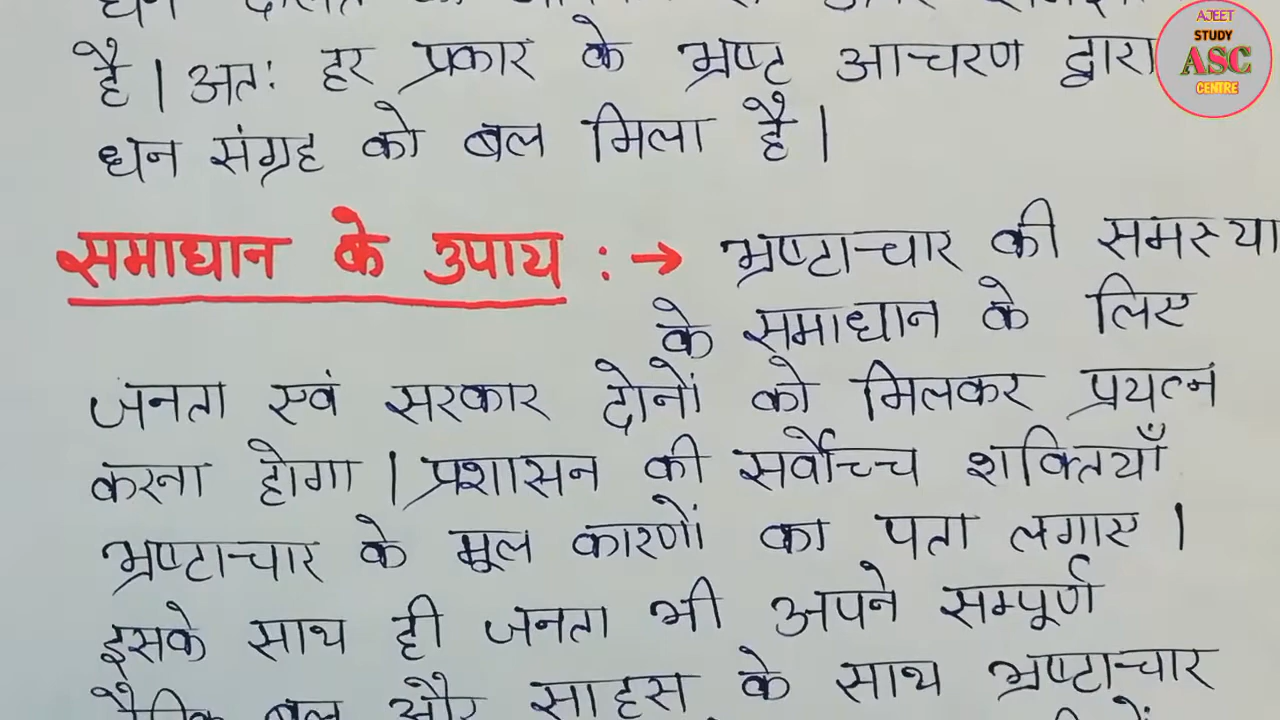 है । अतः हर प्रकार के भ्रष्ट आचरण द्वारा
धन संग्रह को बल मिला है ।
समाधान के उपाय :→ भ्रष्टाचार की समस्या
के समाधान के लिए
जनता एवं सरकार दोनों को मिलकर प्रयत्न
करना होगा । प्रशासन की सर्वोच्च शक्तियाँ
भ्रष्टाचार के मूल कारणों का पता लगाए ।
इसके साथ ही जनता भी अपने सम्पूर्ण
बल और साहस के साथ भ्रष्टाचार
AJEET
STUDY
ASC
CENTRE